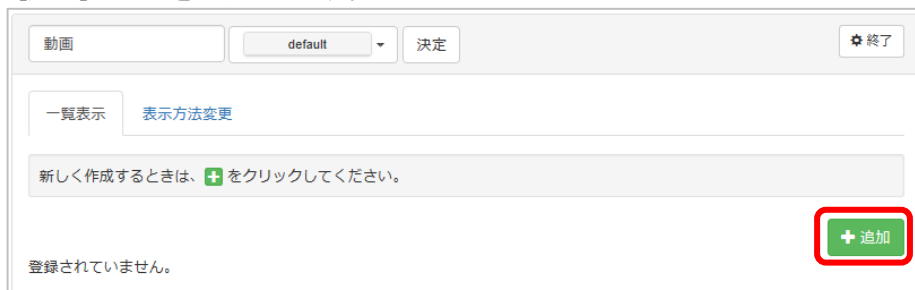 動画 default 決定 終了
一覧表示 表示方法変更
新しく作成するときは、 をクリックしてください。
追加
登録されていません。